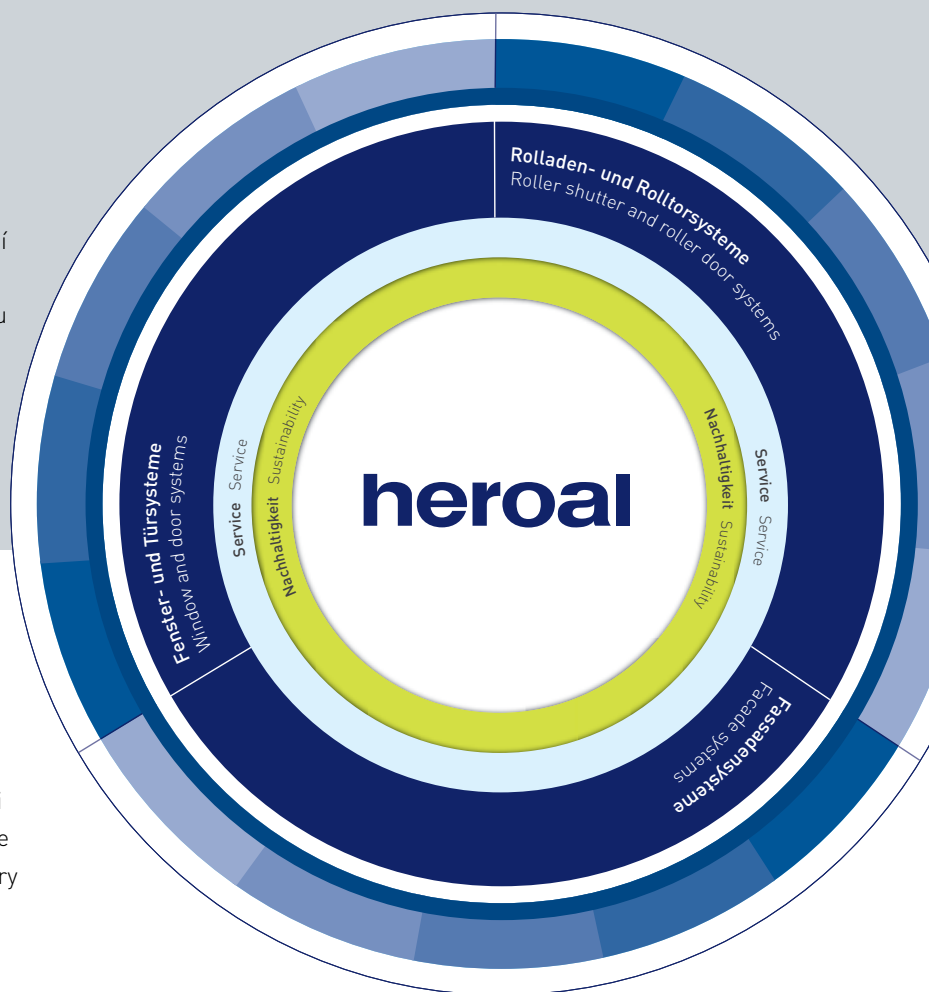 Rolladen- und Rolltorsysteme
Roller shutter and roller door systems
Fenster- und Türsysteme
Window and door systems
Service Service
Nachhaltigkeit Sustainability
heroal
Nachhaltigkeit Sustainability
Service Service
Fassadensysteme
Facade systems